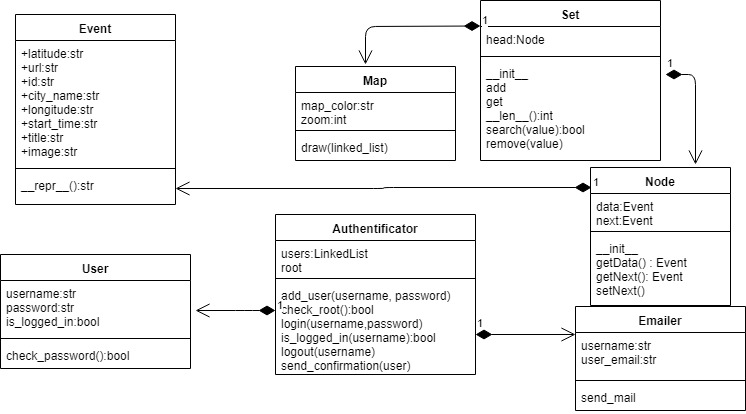 Event
+latitude:str
+url:str
+id:str
+city_name:str
+longitude:str
+start_time:str
+title:str
+image:str
__repr__():str
Map
map_color:str
zoom:int
draw(linked_list)
1
Set
head:Node
__init__
add
get
__len__():int
search(value):bool
remove(value)
1
1
Node
data:Event
next:Event
__init__
getData() : Event
getNext(): Event
setNext()
User
username:str
password:str
is_logged_in:bool
check_password():bool
Authentificator
users:LinkedList
root
add_user(username, password)
check_root():bool
login(username,password)
is_logged_in(username):bool
logout(username)
send_confirmation(user)
1
1
Emailer
username:str
user_email:str
send_mail